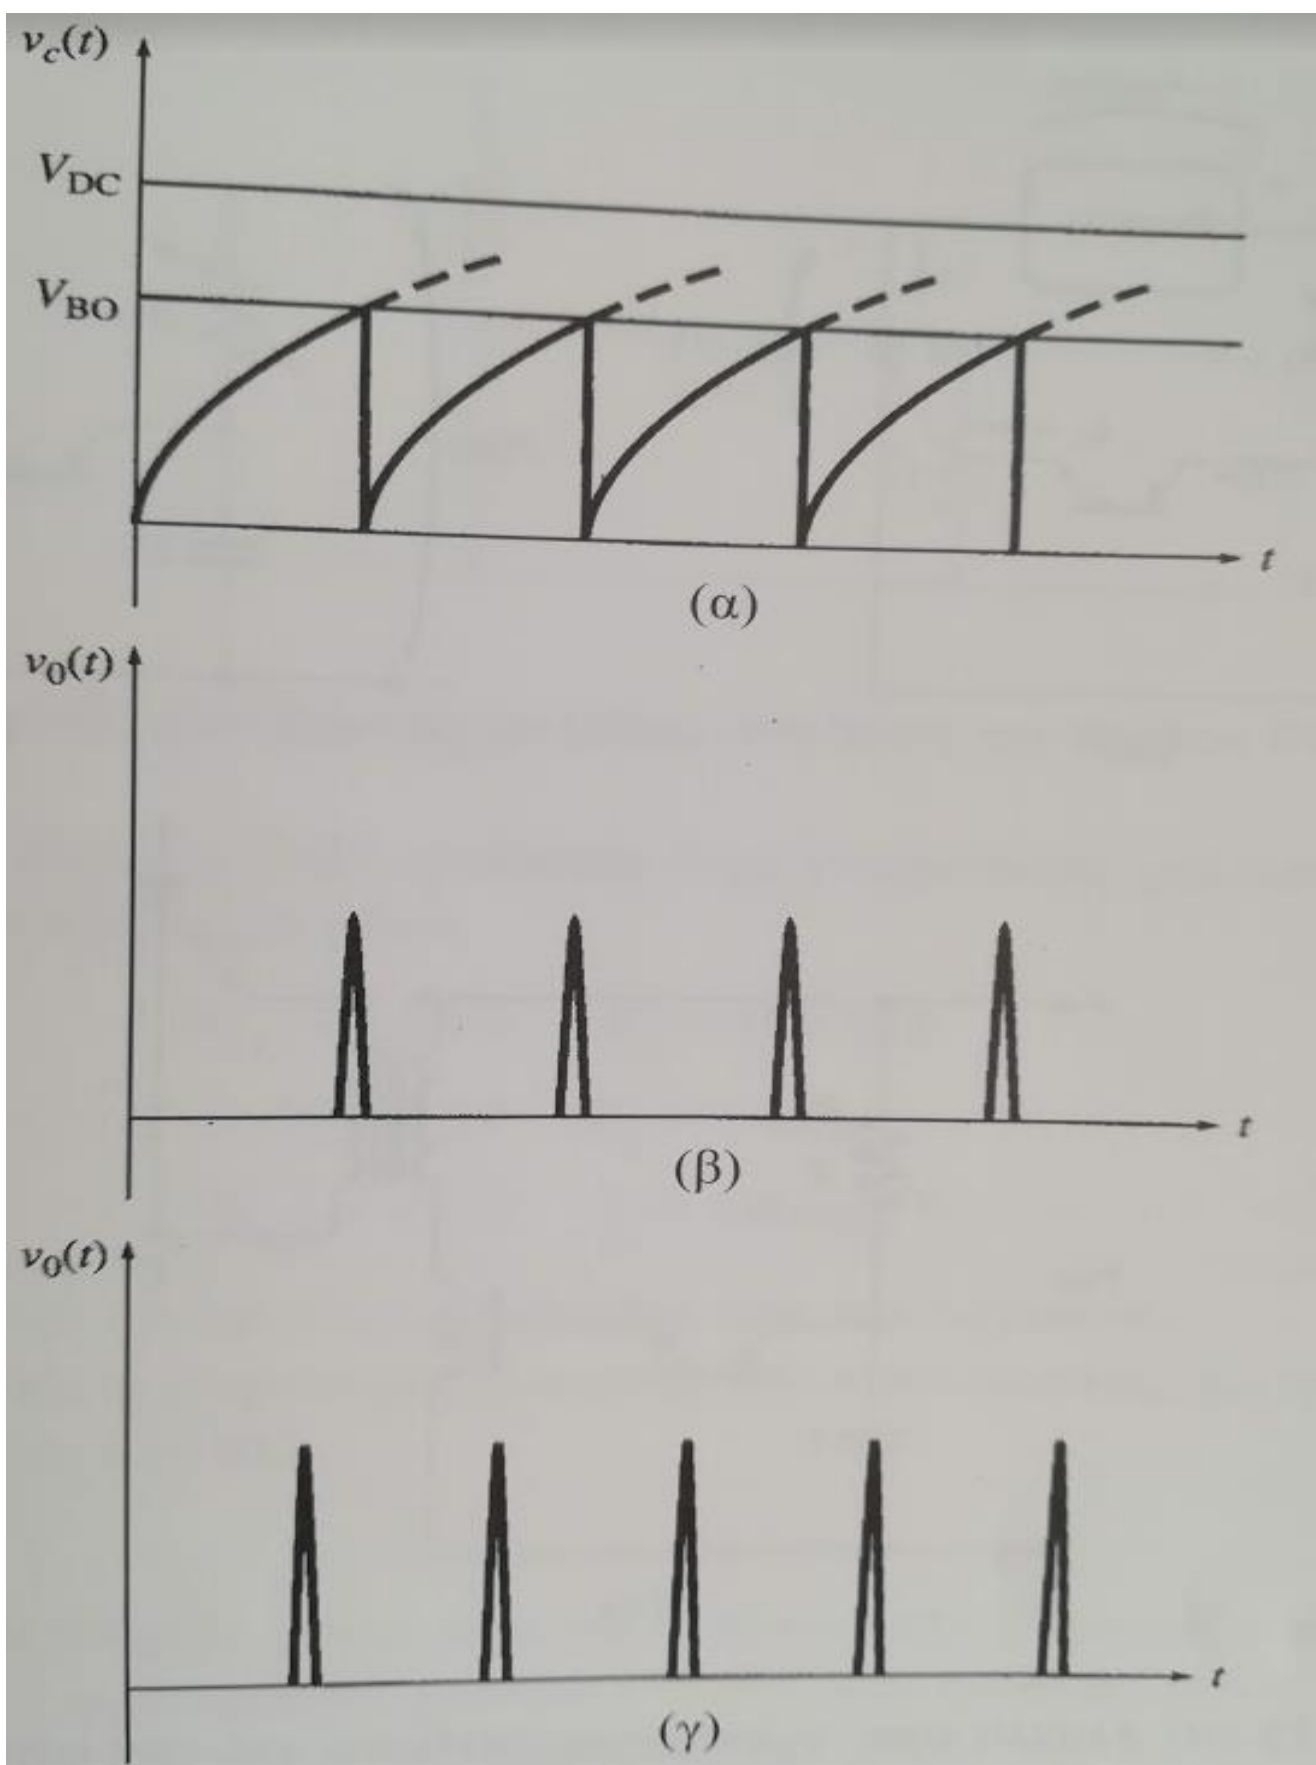 v_c(t)
V_DC
V_BO
t
(α)
v_0(t)
t
(β)
v_0(t)
t
(γ)